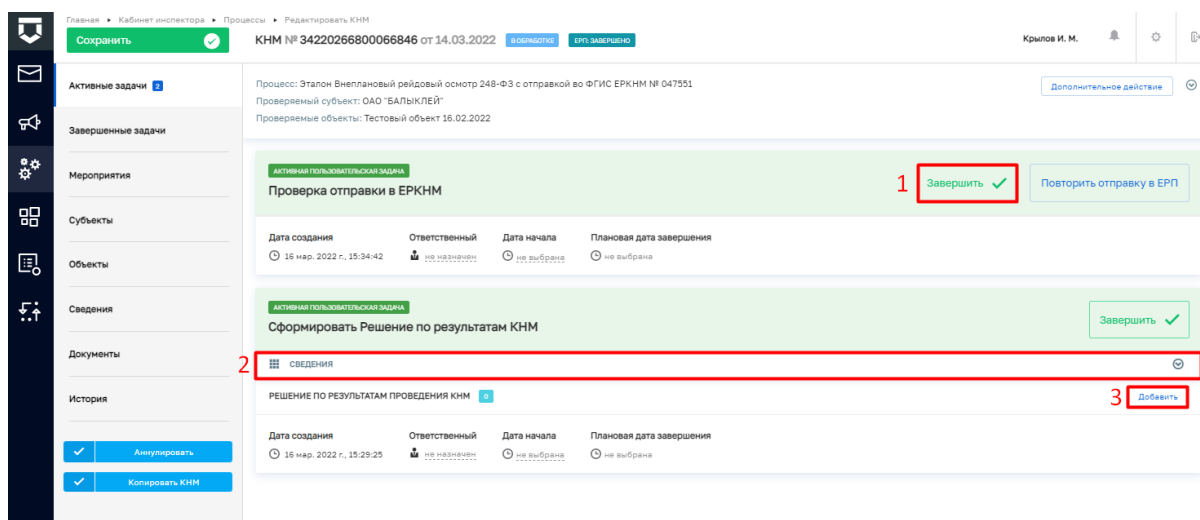 Главная ▸ Кабинет инспектора ▸ Процессы ▸ Редактировать КНМ
Сохранить
КНМ № 34220266800066846 от 14.03.2022 В ОБРАБОТКЕ ЕРП: ЗАВЕРШЕНО
Крылов И. М.
Активные задачи 2
Завершенные задачи
Мероприятия
Субъекты
Объекты
Сведения
Документы
История
Аннулировать
Копировать КНМ
Процесс: Эталон Внеплановый рейдовый осмотр 248-ФЗ с отправкой во ФГИС ЕРКНМ № 047551
Дополнительное действие
Проверяемый субъект: ОАО "БАЛЫКЛЕЙ"
Проверяемые объекты: Тестовый объект 16.02.2022
АКТИВНАЯ ПОЛЬЗОВАТЕЛЬСКАЯ ЗАДАЧА
Проверка отправки в ЕРКНМ
1 Завершить Повторить отправку в ЕРП
Дата создания Ответственный Дата начала Плановая дата завершения
16 мар. 2022 г., 15:34:42 не назначен не выбрана не выбрана
АКТИВНАЯ ПОЛЬЗОВАТЕЛЬСКАЯ ЗАДАЧА
Сформировать Решение по результатам КНМ
Завершить
2 СВЕДЕНИЯ
РЕШЕНИЕ ПО РЕЗУЛЬТАТАМ ПРОВЕДЕНИЯ КНМ 0
3 Добавить
Дата создания Ответственный Дата начала Плановая дата завершения
16 мар. 2022 г., 15:29:25 не назначен не выбрана не выбрана